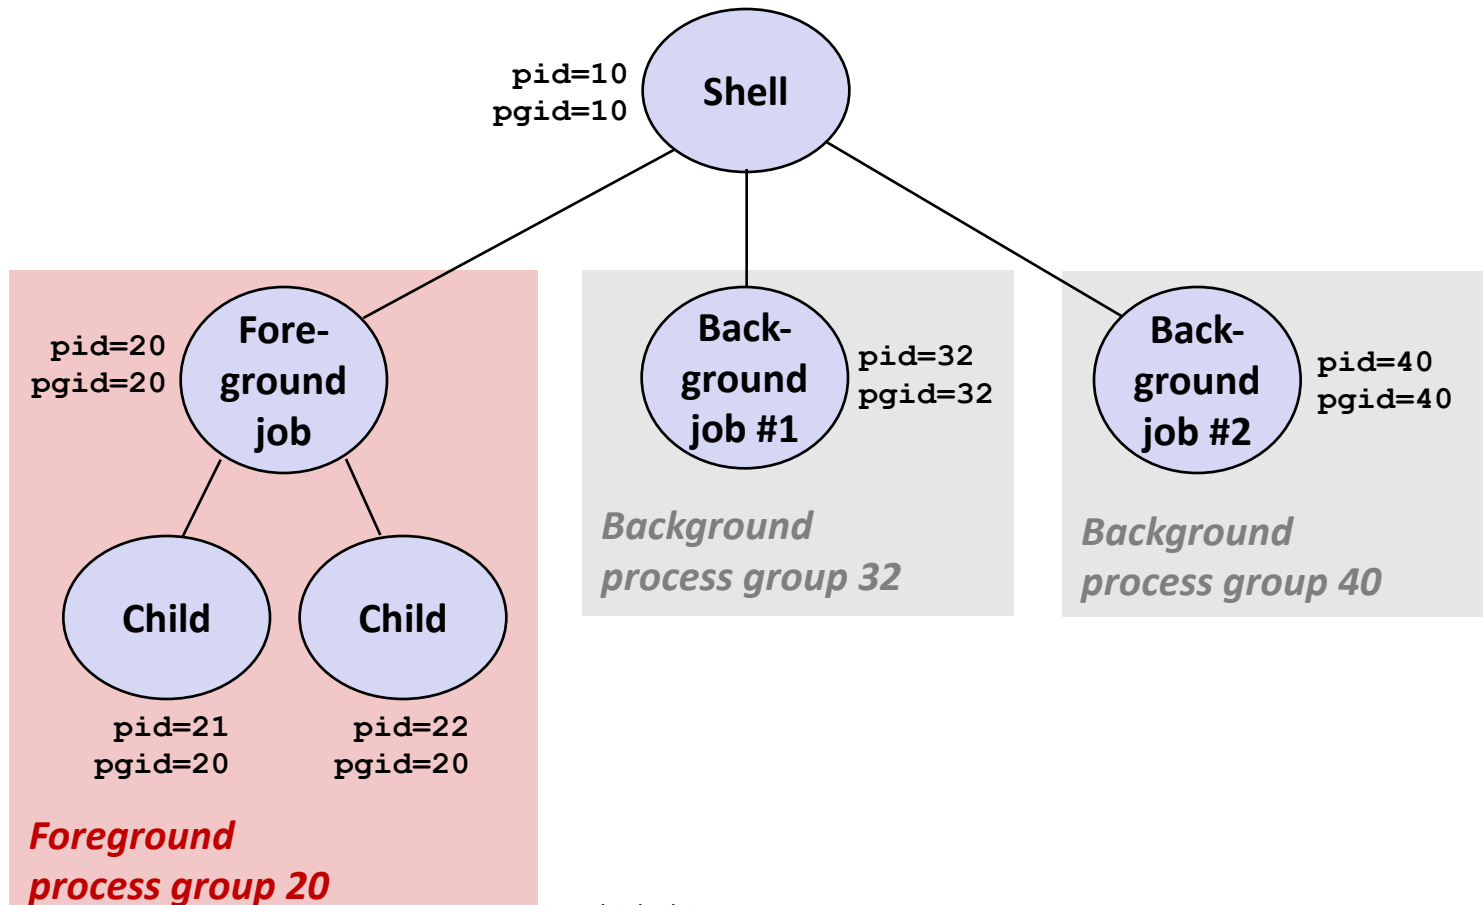 pid=10
pgid=10
Shell
pid=20
pgid=20
Fore-
ground
job
Back-
ground
job #1
pid=32
pgid=32
Back-
ground
job #2
pid=40
pgid=40
Background
process group 32
Background
process group 40
Child
Child
pid=21
pgid=20
pid=22
pgid=20
Foreground
process group 20